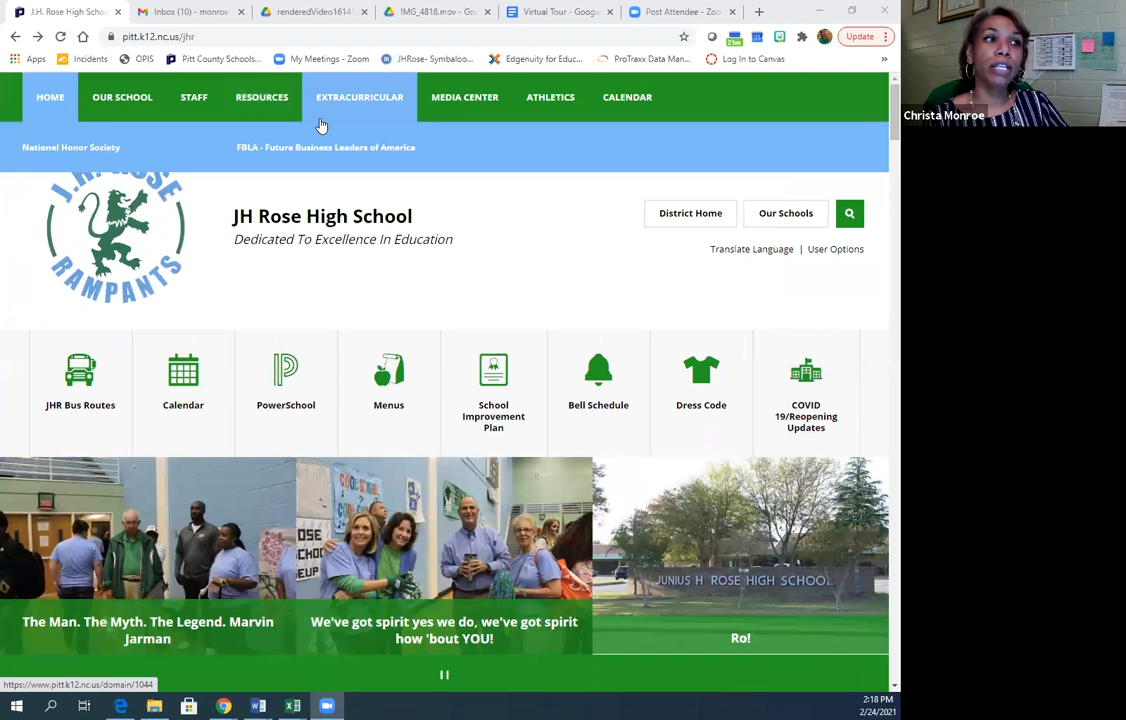 J.H. Rose High Schoo
Inbox (10) - monroe
renderedVideo1614
IMG_4818.mov - Goo
Virtual Tour - Google
Post Attendee - Zoo
pitt.k12.nc.us/jhr
21m
Update
Apps
Incidents
OPIS
Pitt County Schools...
My Meetings - Zoom
JHRose- Symbaloo...
Edgenuity for Educ...
ProTraxx Data Man...
Log In to Canvas
HOME
OUR SCHOOL
STAFF
RESOURCES
EXTRACURRICULAR
MEDIA CENTER
ATHLETICS
CALENDAR
Christa Monroe
National Honor Society
FBLA - Future Business Leaders of America
J.H. ROSE
RAMPANTS
JH Rose High School
Dedicated To Excellence In Education
District Home
Our Schools
Translate Language | User Options
JHR Bus Routes
Calendar
PowerSchool
Menus
School
Improvement
Plan
Bell Schedule
Dress Code
COVID
19/Reopening
Updates
JUNIUS H ROSE HIGH SCHOOL
The Man. The Myth. The Legend. Marvin
Jarman
We've got spirit yes we do, we've got spirit
how 'bout YOU!
Ro!
https://www.pitt.k12.nc.us/domain/1044
2:18 PM
2/24/2021